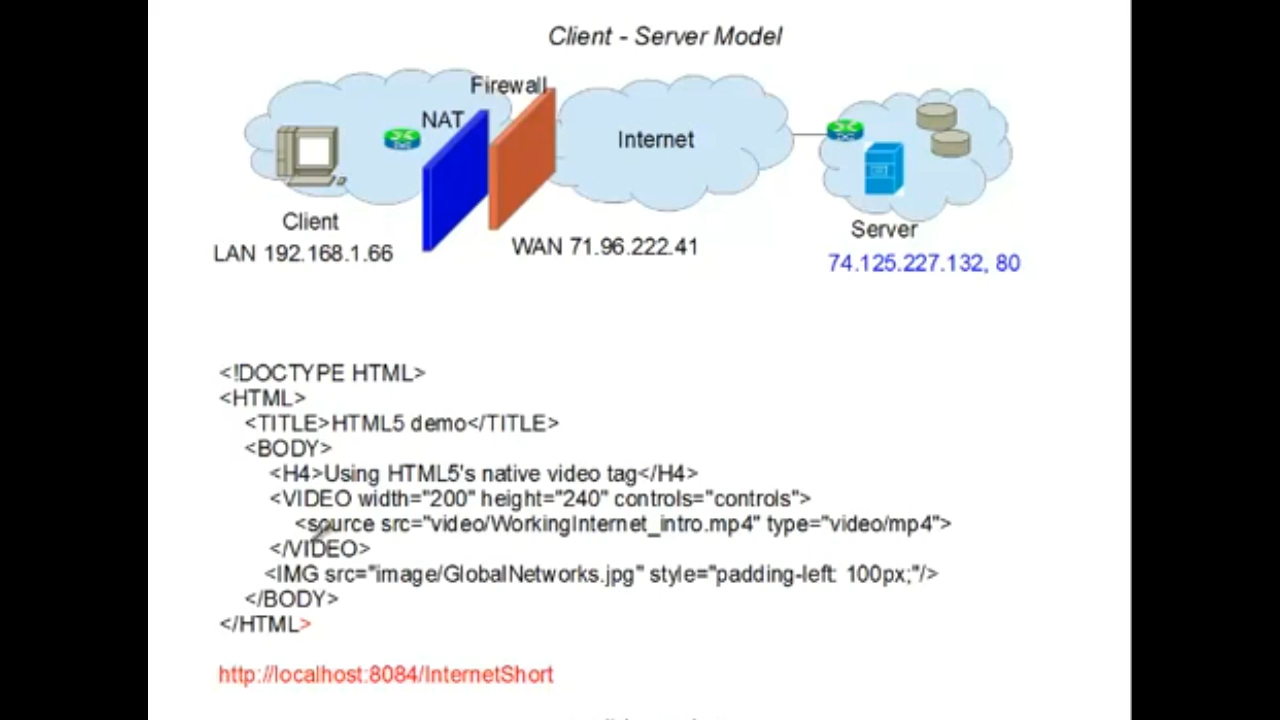 Client - Server Model
Firewall
NAT
Internet
Client
Server
LAN 192.168.1.66
WAN 71.96.222.41
74.125.227.132, 80
<!DOCTYPE HTML>
<HTML>
<TITLE>HTML5 demo</TITLE>
<BODY>
<H4>Using HTML5's native video tag</H4>
<VIDEO width="200" height="240" controls="controls">
<source src="video/WorkingInternet_intro.mp4" type="video/mp4">
</VIDEO>
<IMG src="image/GlobalNetworks.jpg" style="padding-left: 100px;"/>
</BODY>
</HTML>
http://localhost:8084/InternetShort